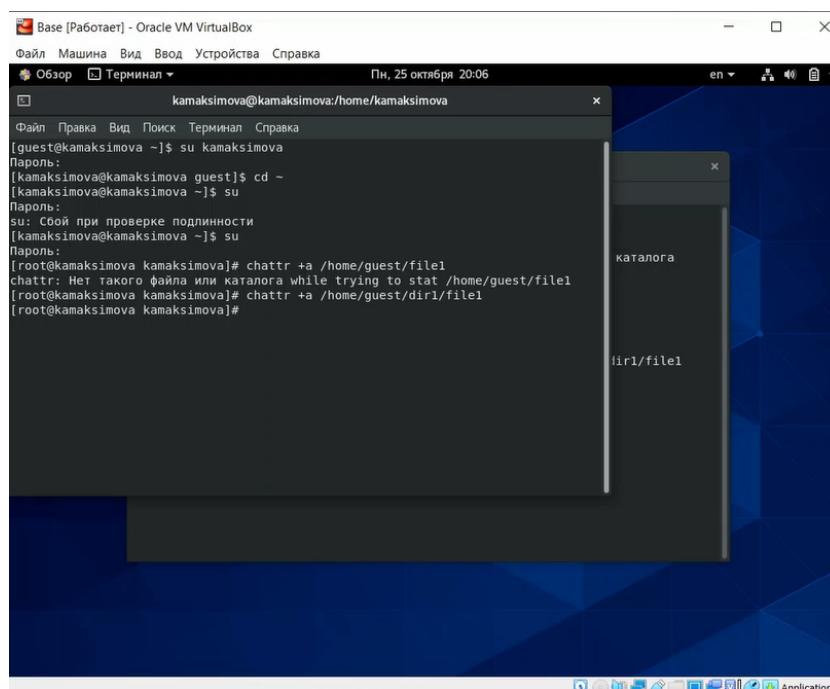 Base [Работает] - Oracle VM VirtualBox
Файл Машина Вид Ввод Устройства Справка
Обзор Терминал Пн, 25 октября 20:06 en
kamaksimova@kamaksimova:/home/kamaksimova
Файл Правка Вид Поиск Терминал Справка
[guest@kamaksimova ~]$ su kamaksimova
Пароль:
[kamaksimova@kamaksimova guest]$ cd ~
[kamaksimova@kamaksimova ~]$ su
Пароль:
su: Сбой при проверке подлинности
[kamaksimova@kamaksimova ~]$ su
Пароль:
[root@kamaksimova kamaksimova]# chattr +a /home/guest/file1
chattr: Нет такого файла или каталога while trying to stat /home/guest/file1
[root@kamaksimova kamaksimova]# chattr +a /home/guest/dir1/file1
[root@kamaksimova kamaksimova]#
каталога
dir1/file1
Application